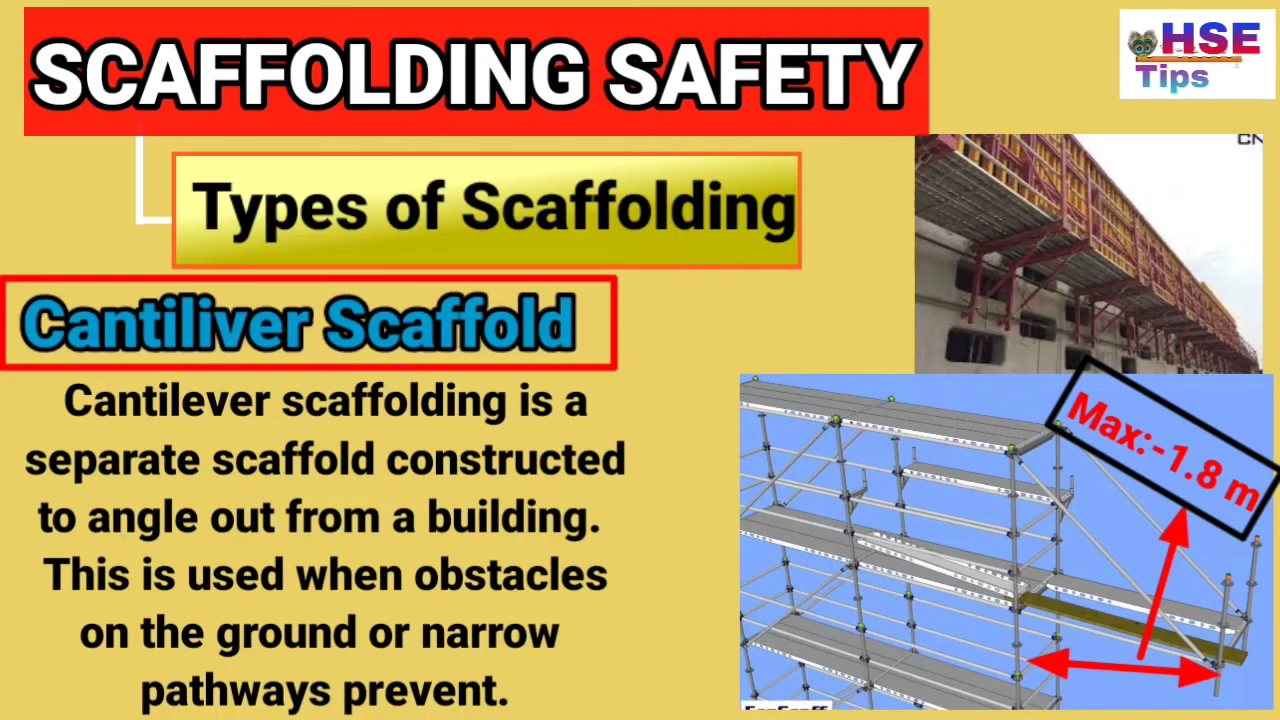 SCAFFOLDING SAFETY
HSE
Tips
CN
Types of Scaffolding
Cantiliver Scaffold
Cantilever scaffolding is a
separate scaffold constructed
to angle out from a building.
This is used when obstacles
on the ground or narrow
pathways prevent.
Max:-1.8 m